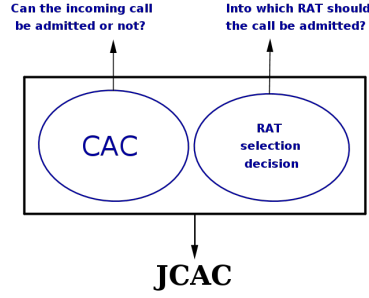 Can the incoming call
be admitted or not?
Into which RAT should
the call be admitted?
CAC
RAT
selection
decision
JCAC